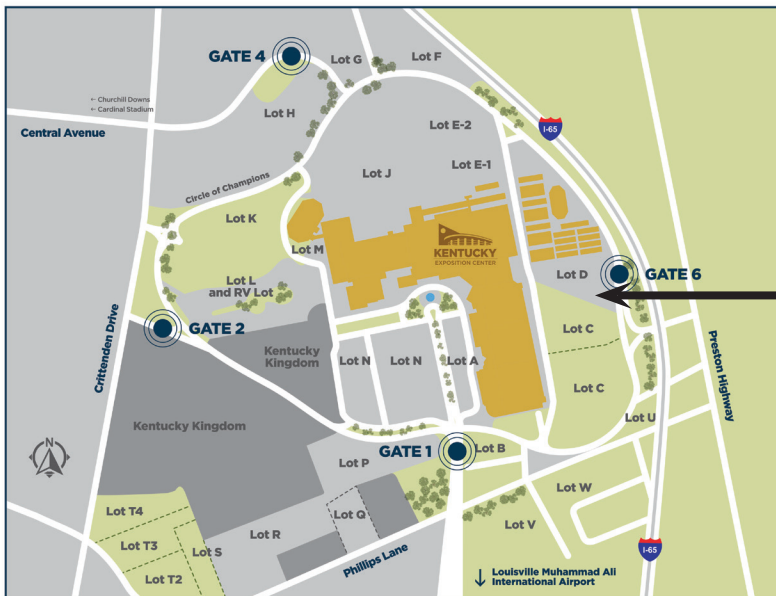 GATE 4
Lot G
Lot F
← Churchill Downs
← Cardinal Stadium
Central Avenue
Lot H
Lot E-2
I-65
Lot E-1
Lot J
Circle of Champions
Lot K
KENTUCKY
EXPOSITION CENTER
Lot M
Lot D
GATE 6
Lot L
and RV Lot
Crittenden Drive
GATE 2
Lot C
Preston Highway
Kentucky
Kingdom
Lot N
Lot N
Lot A
Lot C
Kentucky Kingdom
Lot U
N
GATE 1
Lot B
Lot P
Lot W
Lot T4
Lot Q
Lot V
Lot T3
Lot S
Lot R
I-65
Phillips Lane
Lot T2
↓ Louisville Muhammad Ali
International Airport